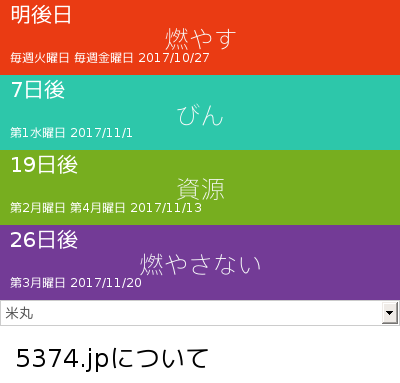 明後日
燃やす
毎週火曜日 毎週金曜日 2017/10/27
7日後
びん
第1水曜日 2017/11/1
19日後
資源
第2月曜日 第4月曜日 2017/11/13
26日後
燃やさない
第3月曜日 2017/11/20
米丸
5374.jpについて